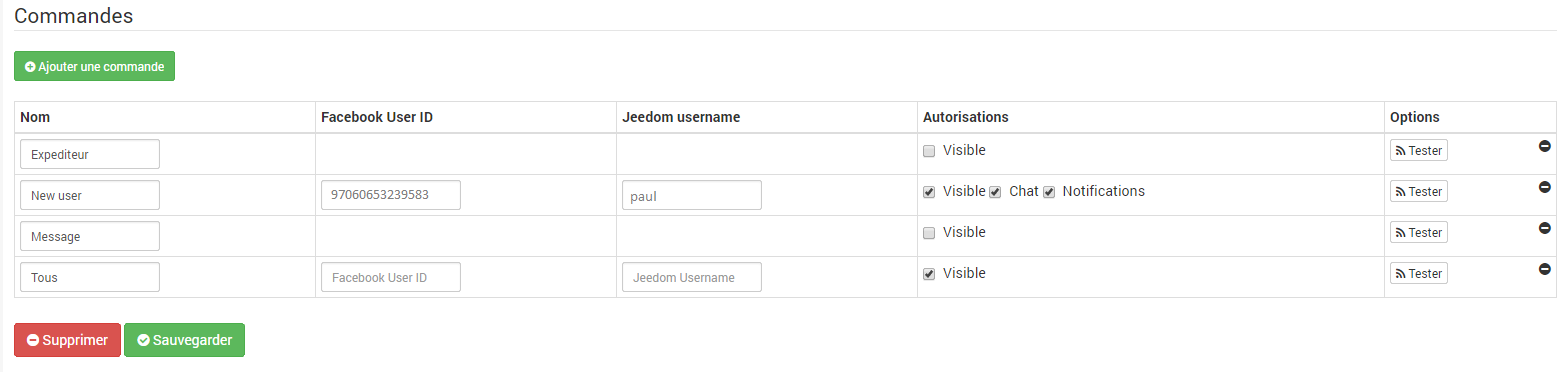 Commandes
Ajouter une commande
Nom Facebook User ID Jeedom username Autorisations Options
Expediteur Visible Tester
New user 97060653239583 paul Visible Chat Notifications Tester
Message Visible Tester
Tous Facebook User ID Jeedom Username Visible Tester
Supprimer Sauvegarder